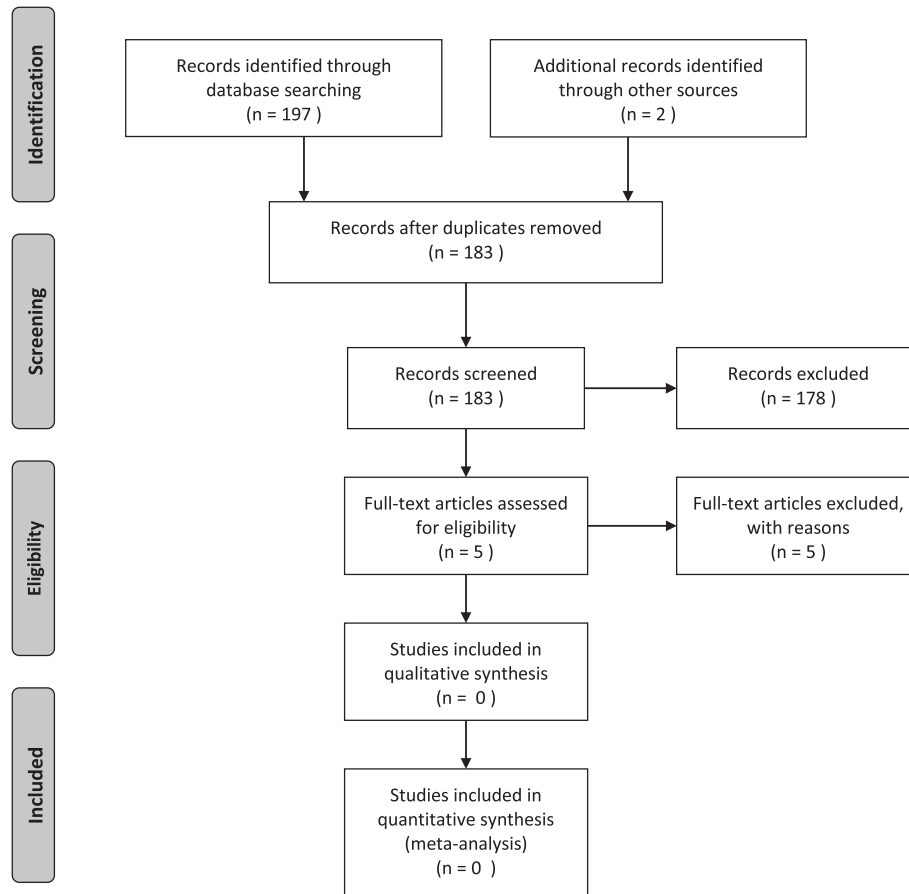 Identification
Records identified through
database searching
(n = 197 )
Additional records identified
through other sources
(n = 2 )
Records after duplicates removed
(n = 183 )
Screening
Records screened
(n = 183 )
Records excluded
(n = 178 )
Eligibility
Full-text articles assessed
for eligibility
(n = 5 )
Full-text articles excluded,
with reasons
(n = 5 )
Studies included in
qualitative synthesis
(n =  0 )
Included
Studies included in
quantitative synthesis
(meta-analysis)
(n = 0  )